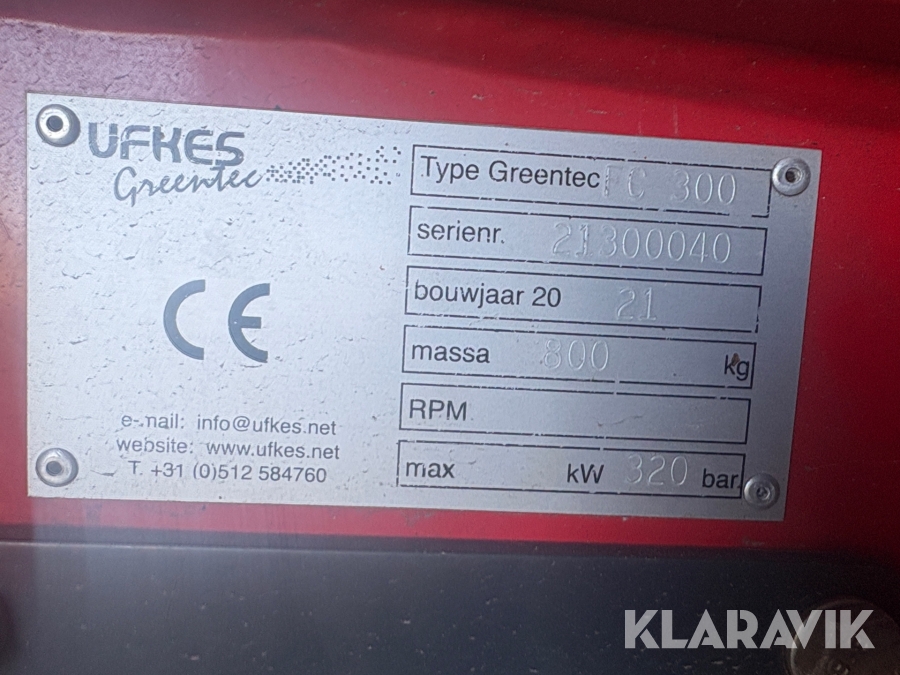 UFKES
Greentec
Type Greentec FC 300
serienr. 21300040
bouwjaar 20 21
massa 800 kg
RPM
max kW 320 bar.
e-mail: info@ufkes.net
website: www.ufkes.net
T. +31 (0)512 584760
CE
KLARAVIK